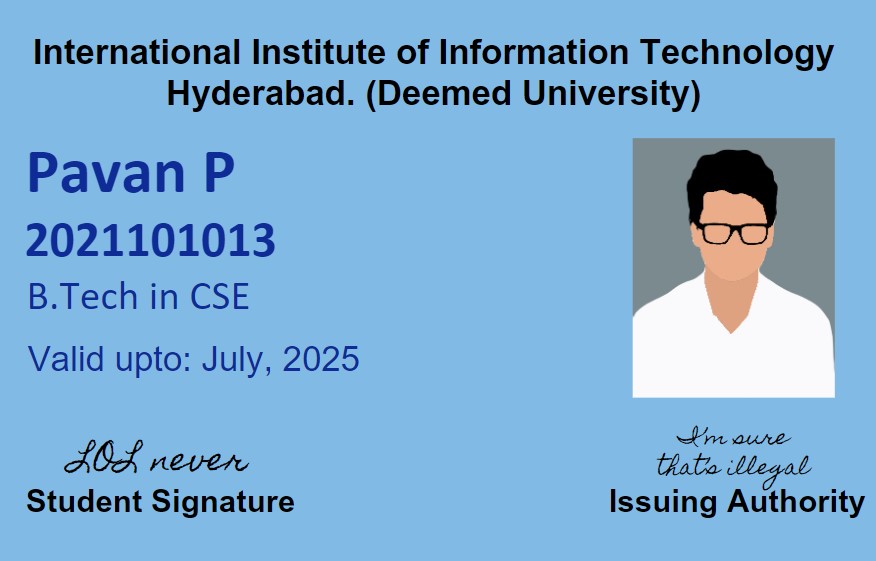 International Institute of Information Technology
Hyderabad. (Deemed University)
Pavan P
2021101013
B.Tech in CSE
Valid upto: July, 2025
LOL never
Student Signature
I'm sure
that's illegal
Issuing Authority